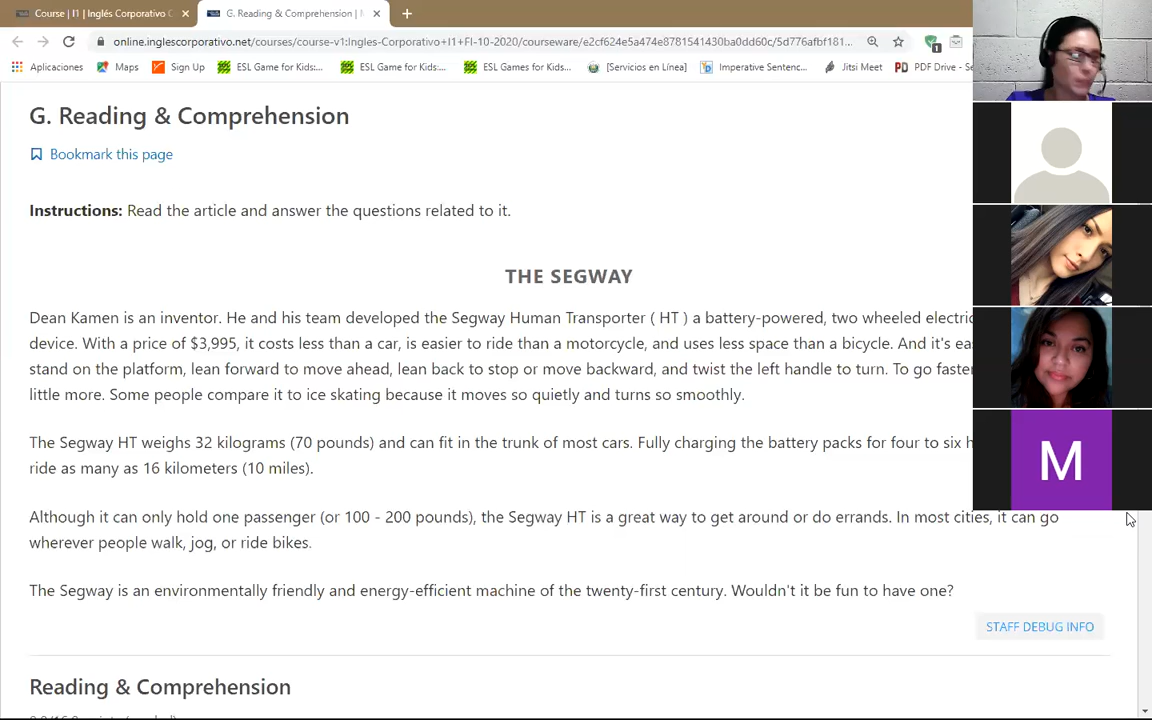 Course | I1 | Inglés Corporativo
G. Reading & Comprehension |
online.inglescorporativo.net/courses/course-v1:Ingles-Corporativo+I1+FI-10-2020/courseware/e2cf624e5a474e8781541430ba0dd60c/5d776afbf181...
Aplicaciones Maps Sign Up ESL Game for Kids:... ESL Game for Kids:... ESL Games for Kids... [Servicios en Línea] Imperative Sentenc... Jitsi Meet PDF Drive - Se
G. Reading & Comprehension
Bookmark this page
Instructions: Read the article and answer the questions related to it.
THE SEGWAY
Dean Kamen is an inventor. He and his team developed the Segway Human Transporter ( HT ) a battery-powered, two wheeled electric
device. With a price of $3,995, it costs less than a car, is easier to ride than a motorcycle, and uses less space than a bicycle. And it's
stand on the platform, lean forward to move ahead, lean back to stop or move backward, and twist the left handle to turn. To go faster
little more. Some people compare it to ice skating because it moves so quietly and turns so smoothly.
The Segway HT weighs 32 kilograms (70 pounds) and can fit in the trunk of most cars. Fully charging the battery packs for four to six
ride as many as 16 kilometers (10 miles).
Although it can only hold one passenger (or 100 - 200 pounds), the Segway HT is a great way to get around or do errands. In most cities, it can go
wherever people walk, jog, or ride bikes.
The Segway is an environmentally friendly and energy-efficient machine of the twenty-first century. Wouldn't it be fun to have one?
STAFF DEBUG INFO
Reading & Comprehension
M